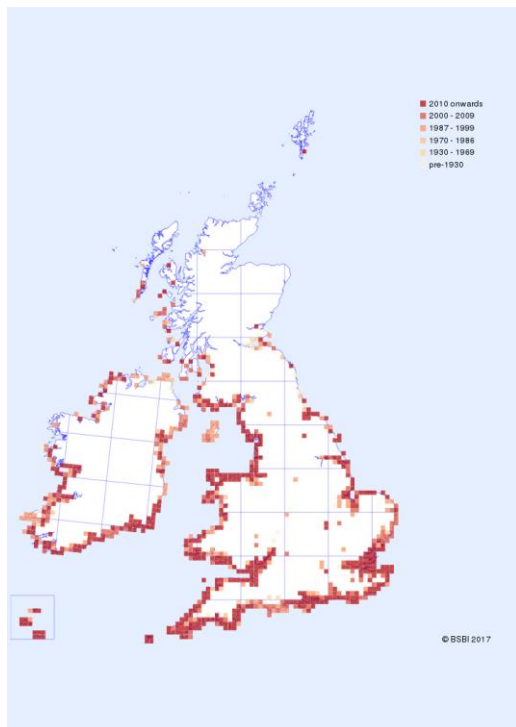 2010 onwards
2000 - 2009
1987 - 1999
1970 - 1986
1930 - 1969
pre-1930
© BSBI 2017